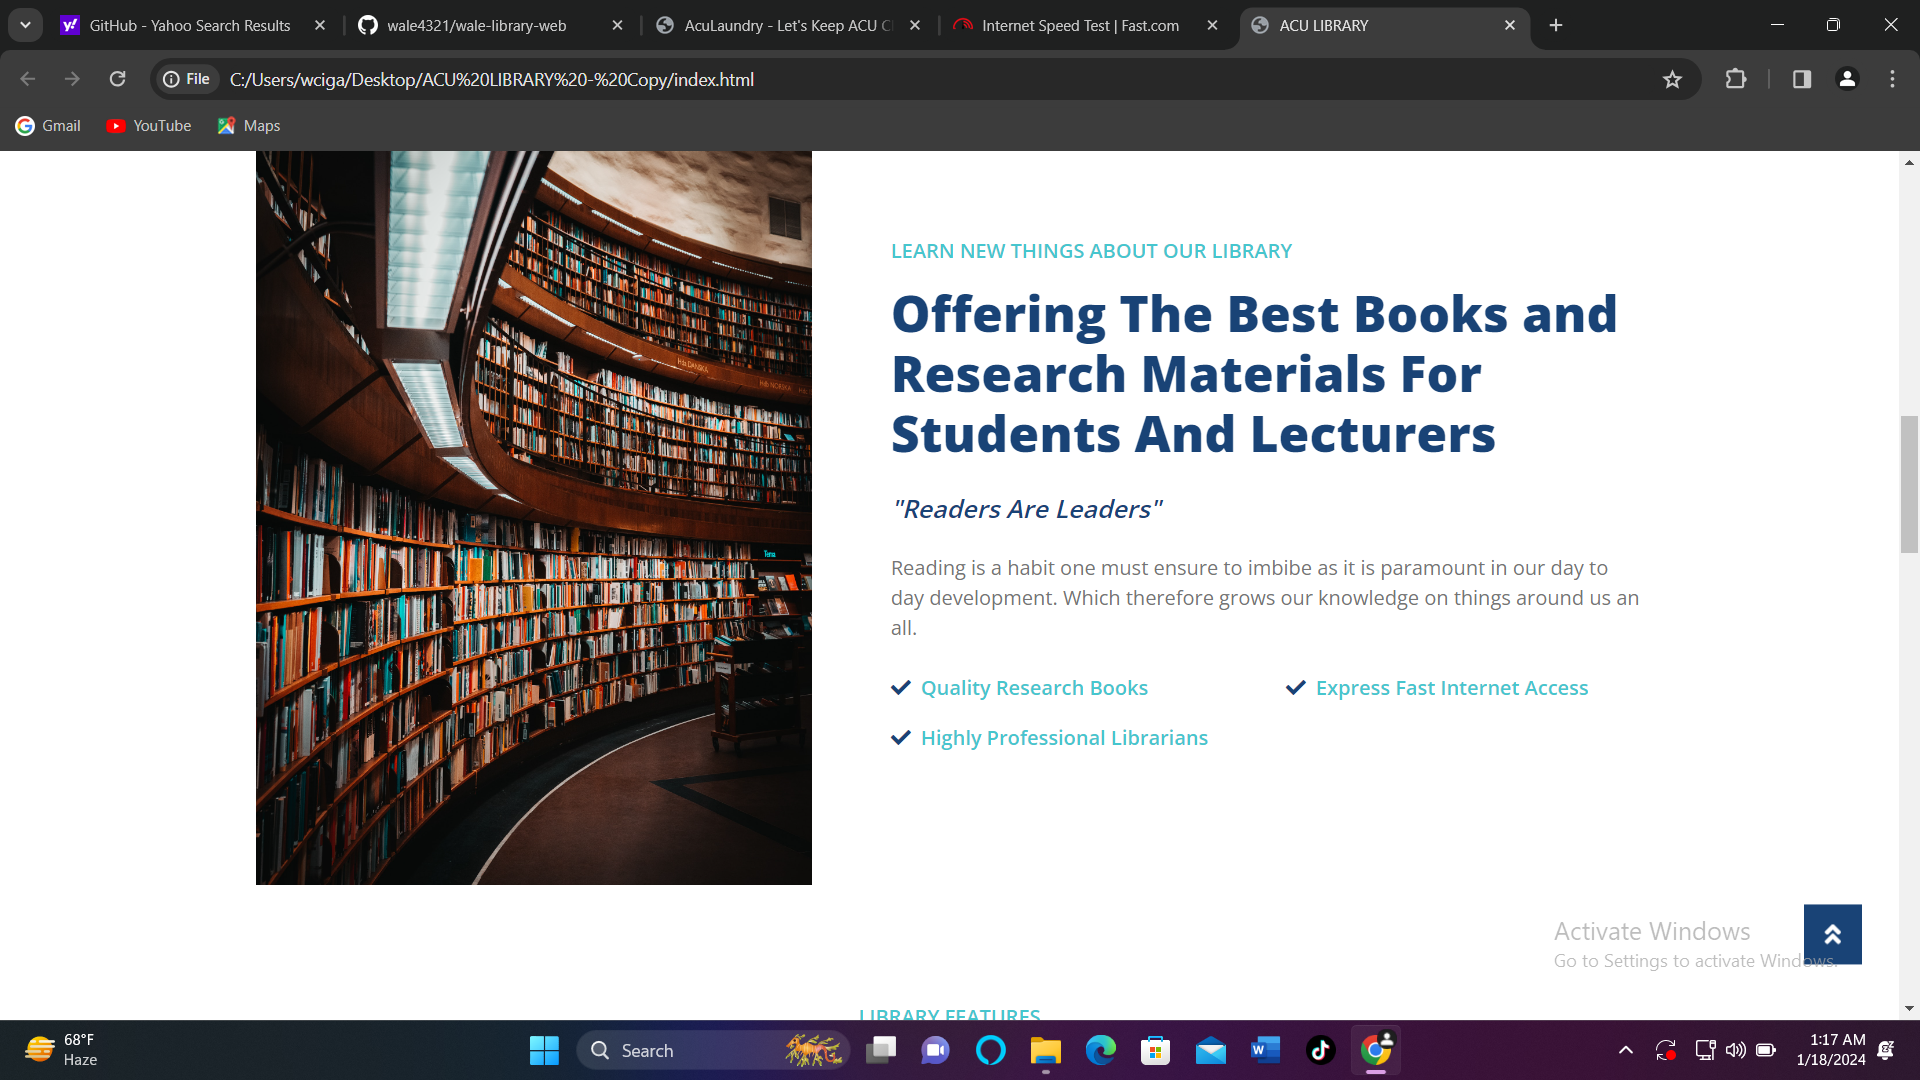 GitHub - Yahoo Search Results
wale4321/wale-library-web
AcuLaundry - Let's Keep ACU C
Internet Speed Test | Fast.com
ACU LIBRARY
File
C:/Users/wciga/Desktop/ACU%20LIBRARY%20-%20Copy/index.html
Gmail
YouTube
Maps
Hcb DANSKA
Hvb NORSKA
Tema
LEARN NEW THINGS ABOUT OUR LIBRARY
Offering The Best Books and
Research Materials For
Students And Lecturers
"Readers Are Leaders"
Reading is a habit one must ensure to imbibe as it is paramount in our day to
day development. Which therefore grows our knowledge on things around us an
all.
Quality Research Books
Express Fast Internet Access
Highly Professional Librarians
Activate Windows
Go to Settings to activate Windows.
LIBRARY FEATURES
68°F
Haze
Search
1:17 AM
1/18/2024